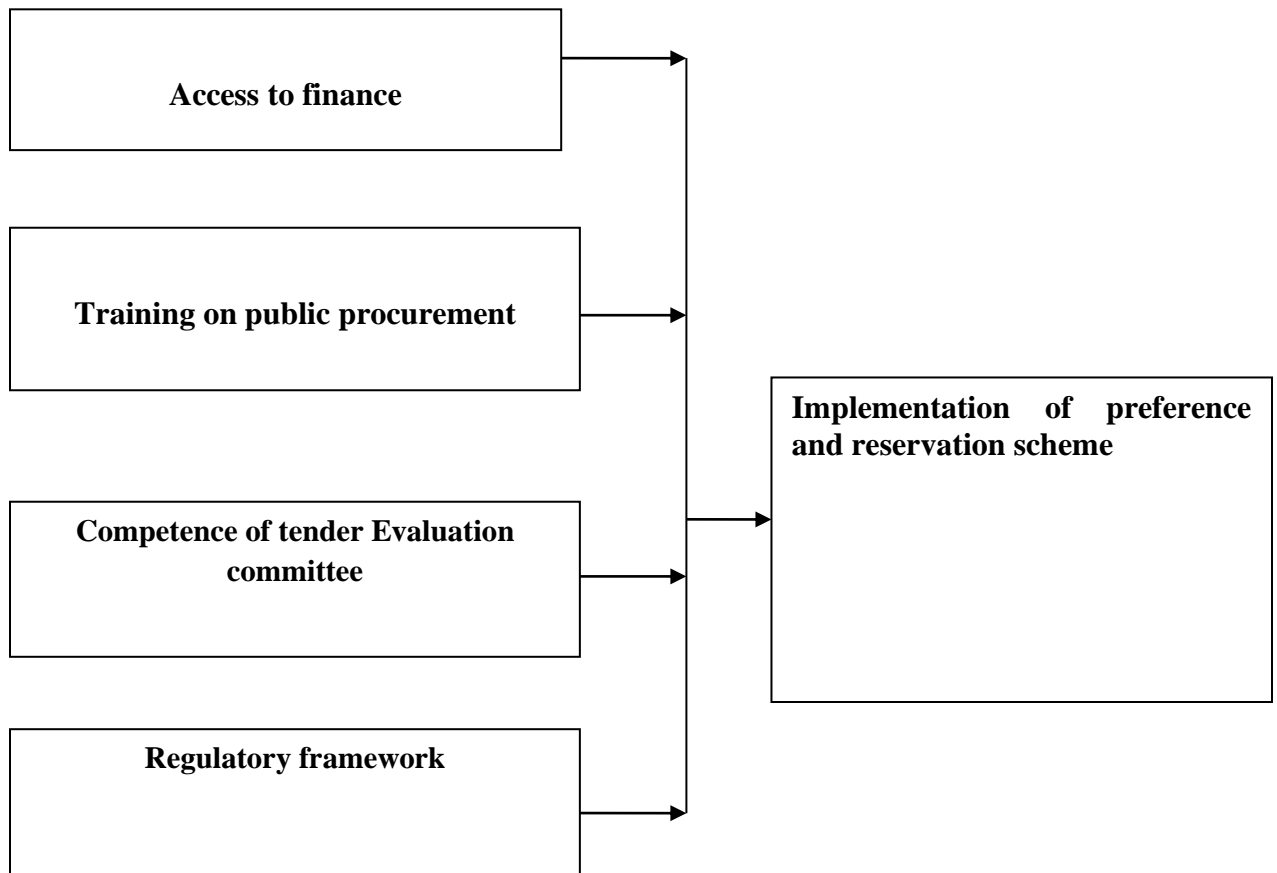 Access to finance
Training on public procurement
Competence of tender Evaluation
committee
Regulatory framework
Implementation of preference
and reservation scheme